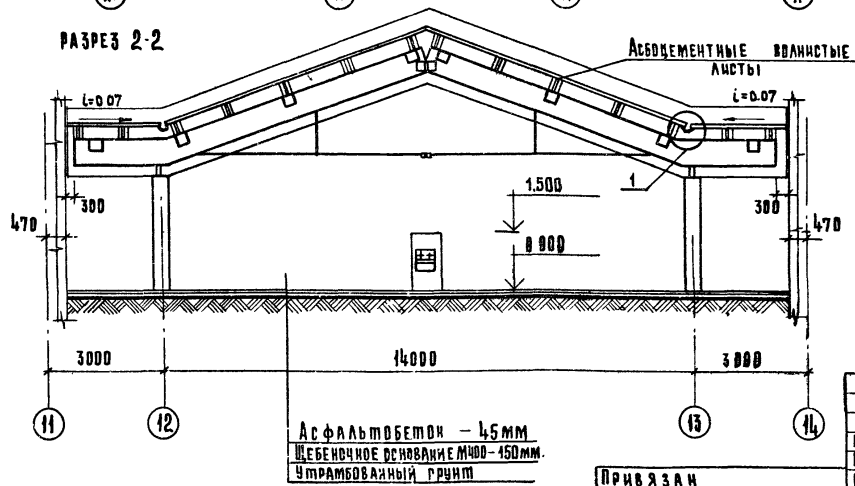 РАЗРЕЗ 2-2
АСБОЦЕМЕНТНЫЕ ВОЛНИСТЫЕ
ЛИСТЫ
i=0.07
i=0.07
1
300
300
470
470
1.500
0.000
3000
14000
3000
11
12
13
14
АСФАЛЬТОБЕТОН - 45мм
ЩЕБЕНОЧНОЕ ОСНОВАНИЕ М400-150мм.
УТРАМБОВАННЫЙ ГРУНТ
ПРИВЯЗАН